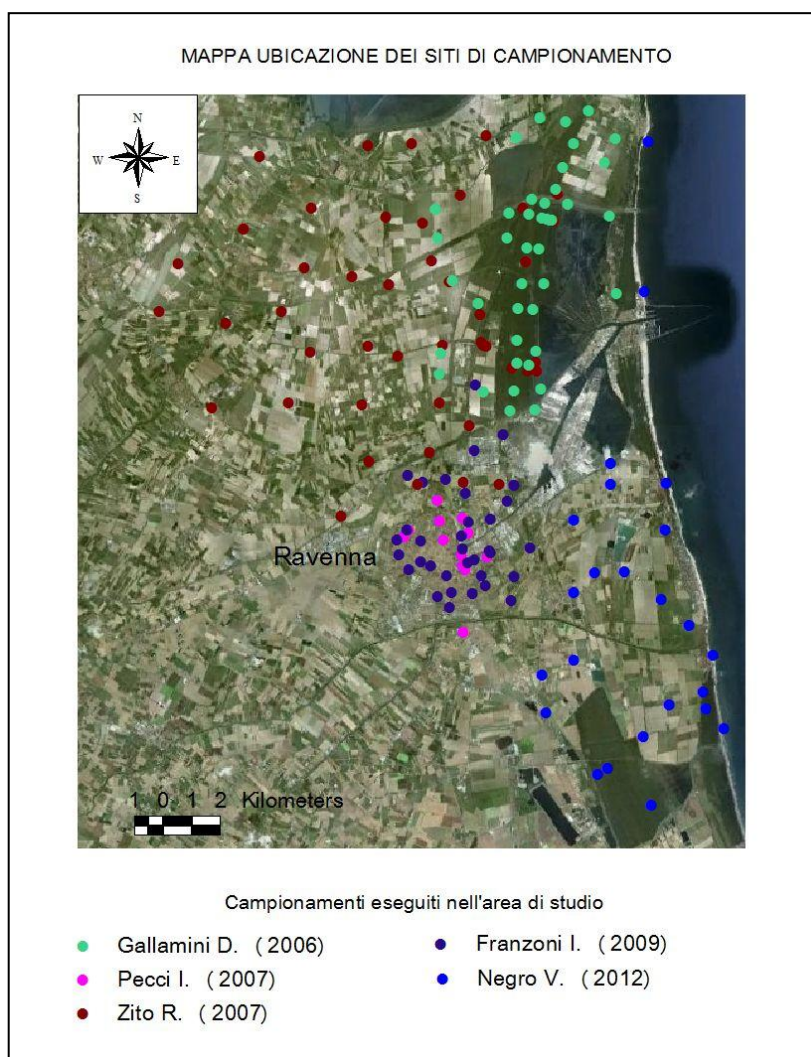 MAPPA UBICAZIONE DEI SITI DI CAMPIONAMENTO
N
W E
S
Ravenna
1 0 1 2 Kilometers
Campionamenti eseguiti nell'area di studio
Gallamini D. (2006)
Pecci I. (2007)
Zito R. (2007)
Franzoni I. (2009)
Negro V. (2012)